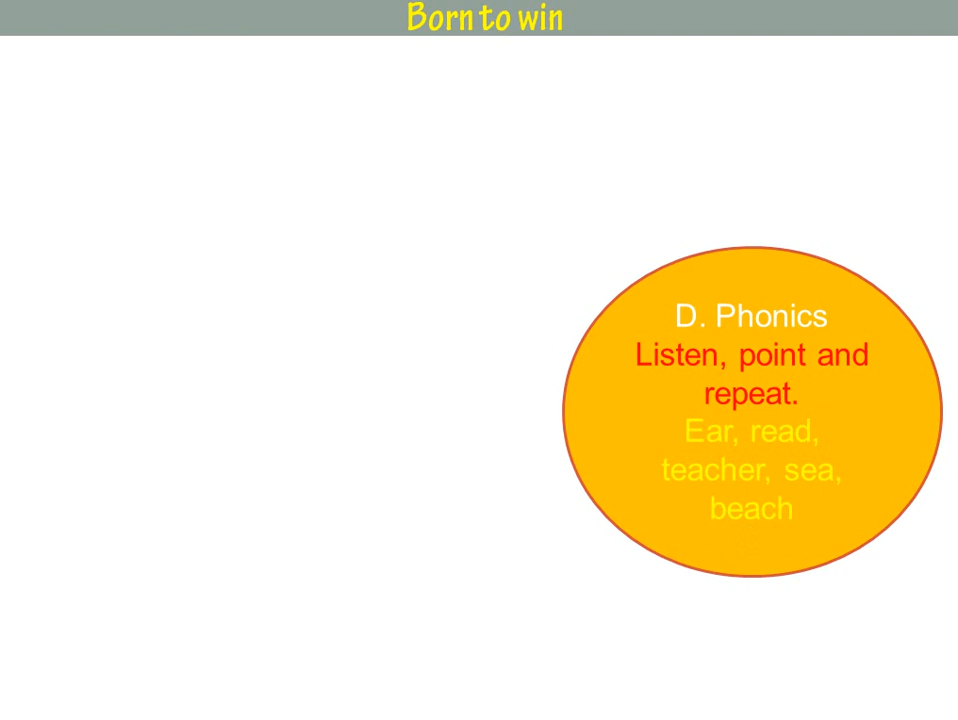 Born to win
D. Phonics
Listen, point and
repeat.
Ear, read,
teacher, sea,
beach